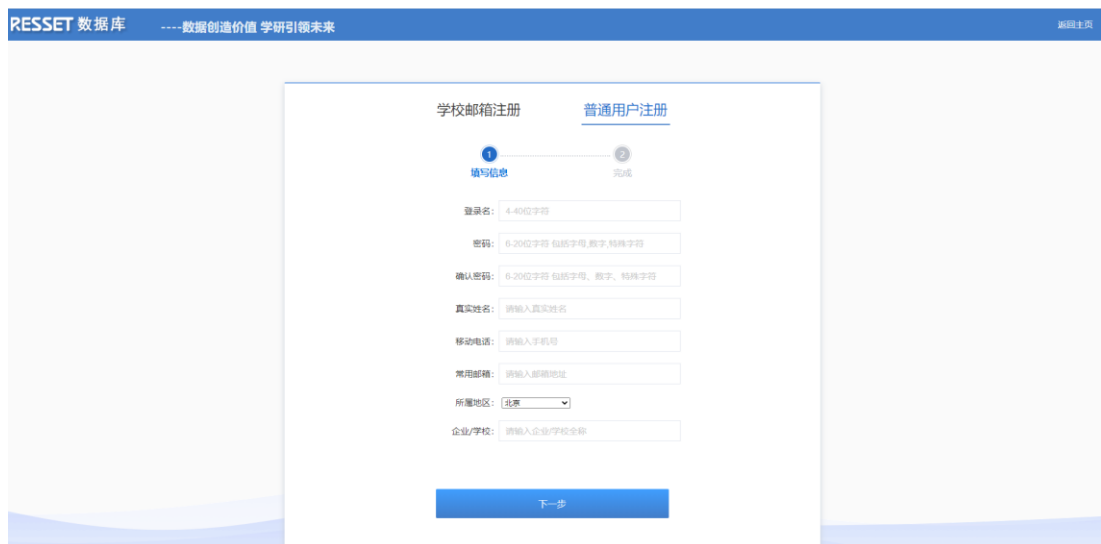 RESSET 数据库 ----数据创造价值 学研引领未来 返回主页
学校邮箱注册 普通用户注册
1 2
填写信息 完成
登录名: 4-40位字符
密码: 6-20位字符 包括字母,数字,特殊字符
确认密码: 6-20位字符 包括字母、数字、特殊字符
真实姓名: 请输入真实姓名
移动电话: 请输入手机号
常用邮箱: 请输入邮箱地址
所属地区: 北京
企业/学校: 请输入企业/学校全称
下一步